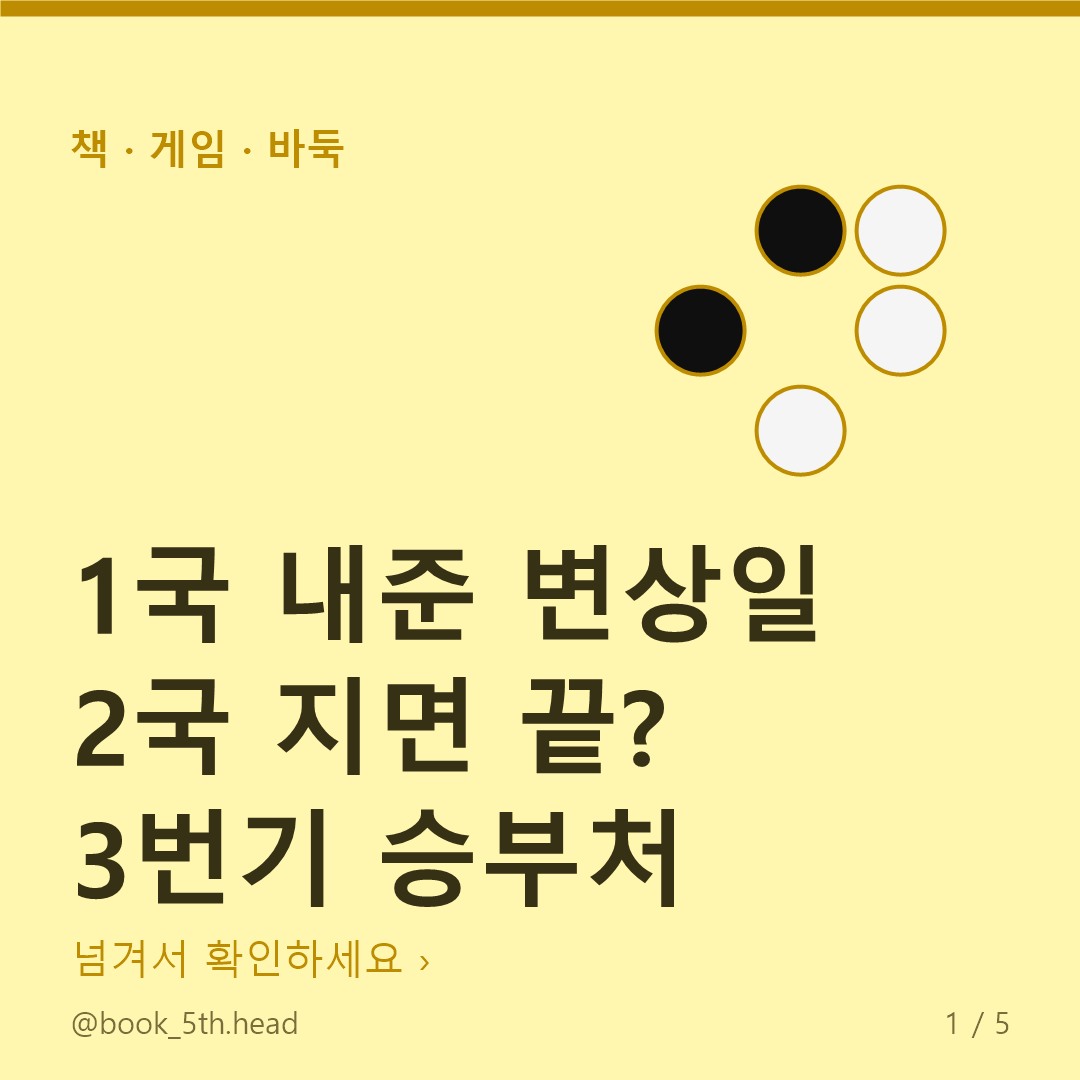 책 · 게임 · 바둑
1국 내준 변상일
2국 지면 끝?
3번기 승부처
넘겨서 확인하세요 ›
@book_5th.head
1 / 5